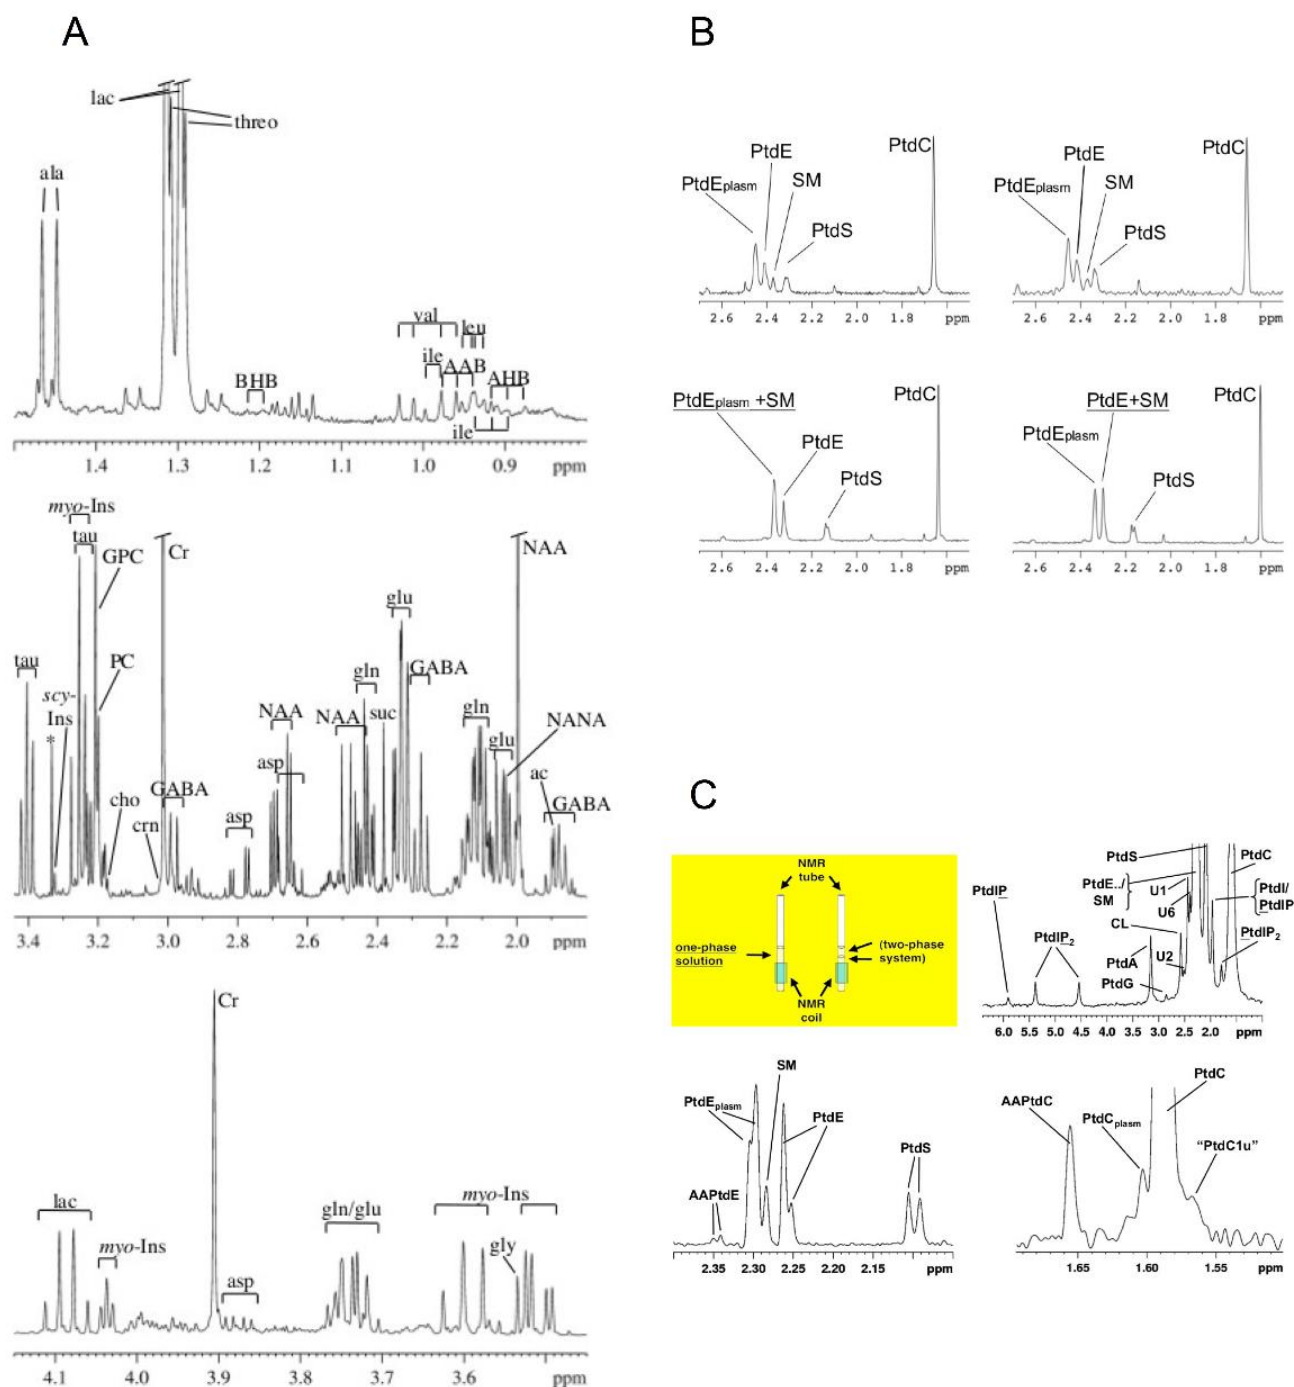 A
lac
threo
ala
val
leu
ile
AAB
BHB
AHB
ile
1.4 1.3 1.2 1.1 1.0 0.9 ppm
myo-Ins
tau
GPC
Cr
NAA
glu
tau
PC
gln
GABA
scy-
Ins
*
NAA
NAA
suc
gln
NANA
asp
glu
ac
cho
GABA
GABA
crn
asp
3.4 3.2 3.0 2.8 2.6 2.4 2.2 2.0 ppm
Cr
lac
gln/glu
myo-Ins
myo-Ins
gly
asp
4.1 4.0 3.9 3.8 3.7 3.6 ppm
B
PtdE
PtdC
PtdEplasm
SM
PtdS
2.6 2.4 2.2 2.0 1.8 ppm
PtdE
PtdC
PtdEplasm
SM
PtdS
2.6 2.4 2.2 2.0 1.8 ppm
PtdEplasm +SM
PtdC
PtdE
PtdS
2.6 2.4 2.2 2.0 1.8 ppm
PtdE+SM
PtdC
PtdEplasm
PtdS
2.6 2.4 2.2 2.0 1.8 ppm
C
NMR
tube
one-phase
solution
(two-phase
system)
NMR
coil
PtdS
PtdC
PtdE../
SM
U1
U6
PtdI/
PtdIP
PtdIP
CL
PtdIP2
PtdIP2
PtdA
U2
PtdG
6.0 5.5 5.0 4.5 4.0 3.5 3.0 2.5 2.0 ppm
SM
PtdEplasm
PtdE
PtdS
AAPtdE
2.35 2.30 2.25 2.20 2.15 ppm
PtdC
AAPtdC
PtdCplasm
“PtdC1u”
1.65 1.60 1.55 ppm